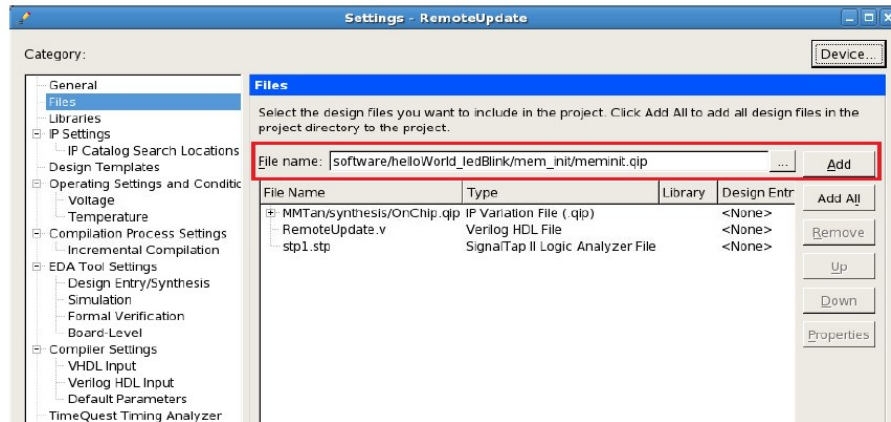 Settings - RemoteUpdate
Category:
Device...
General
Files
Libraries
IP Settings
IP Catalog Search Locations
Design Templates
Operating Settings and Conditic
Voltage
Temperature
Compilation Process Settings
Incremental Compilation
EDA Tool Settings
Design Entry/Synthesis
Simulation
Formal Verification
Board-Level
Compiler Settings
VHDL Input
Verilog HDL Input
Default Parameters
TimeQuest Timing Analyzer
Files
Select the design files you want to include in the project. Click Add All to add all design files in the
project directory to the project.
File name: software/helloWorld_ledBlink/mem_init/meminit.qip ... Add
File Name Type Library Design Entr
MMTan/synthesis/OnChip.qip IP Variation File (.qip) <None>
RemoteUpdate.v Verilog HDL File <None>
stp1.stp SignalTap II Logic Analyzer File <None>
Add All
Remove
Up
Down
Properties